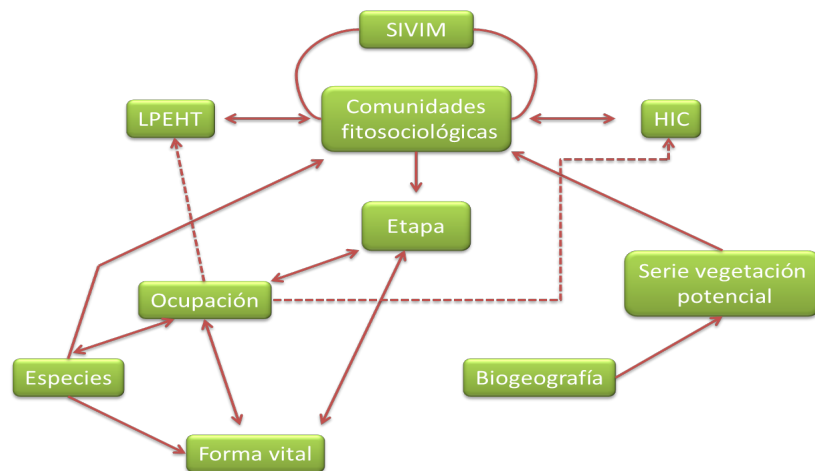 SIVIM
LPEHT
Comunidades
fitosociológicas
HIC
Etapa
Serie vegetación
potencial
Ocupación
Especies
Biogeografía
Forma vital